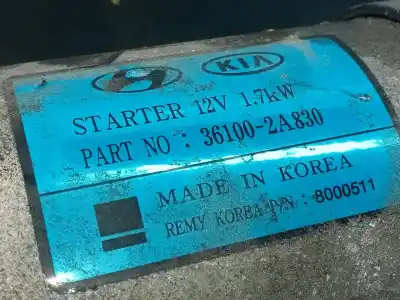 KIA
STARTER 12V 1.7kW
PART NO : 36100-2A830
MADE IN KOREA
REMY KOREA P/N : 8000511